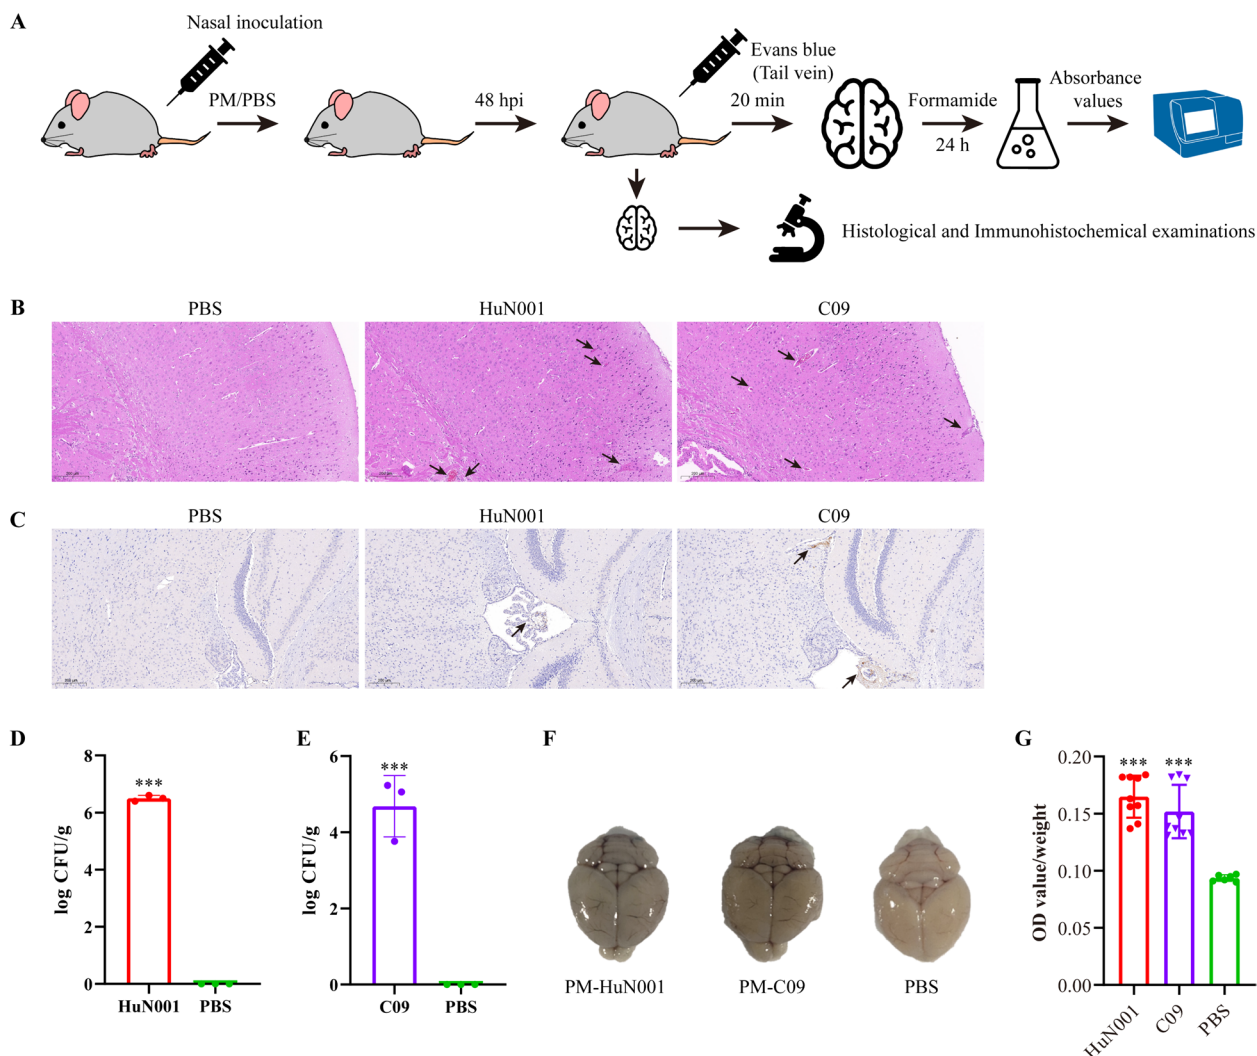 A
Nasal inoculation
PM/PBS
48 hpi
Evans blue
(Tail vein)
20 min
Formamide
24 h
Absorbance
values
Histological and Immunohistochemical examinations
B
PBS
HuN001
C09
C
PBS
HuN001
C09
D
log CFU/g
8
6
4
2
0
***
HuN001
PBS
E
log CFU/g
6
4
2
0
***
C09
PBS
F
PM-HuN001
PM-C09
PBS
G
OD value/weight
0.20
0.15
0.10
0.05
0.00
***
***
HuN001
C09
PBS